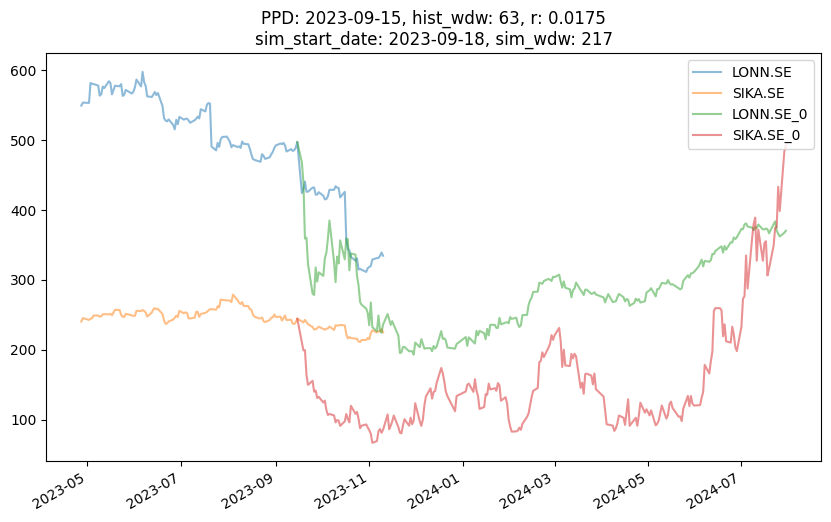 PPD: 2023-09-15, hist_wdw: 63, r: 0.0175
sim_start_date: 2023-09-18, sim_wdw: 217
LONN.SE
SIKA.SE
LONN.SE_0
SIKA.SE_0
600
500
400
300
200
100
2023-05
2023-07
2023-09
2023-11
2024-01
2024-03
2024-05
2024-07